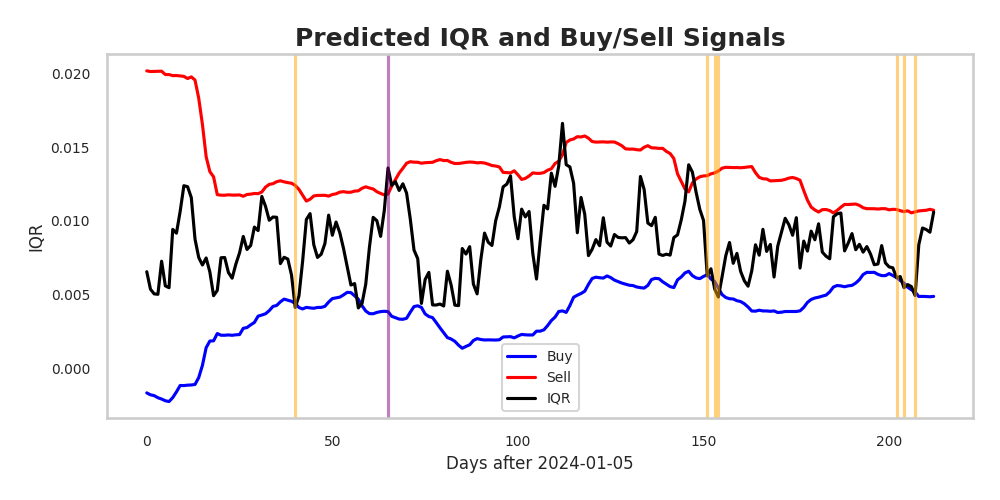 Predicted IQR and Buy/Sell Signals
IQR
0.020
0.015
0.010
0.005
0.000
Buy
Sell
IQR
0
50
100
150
200
Days after 2024-01-05